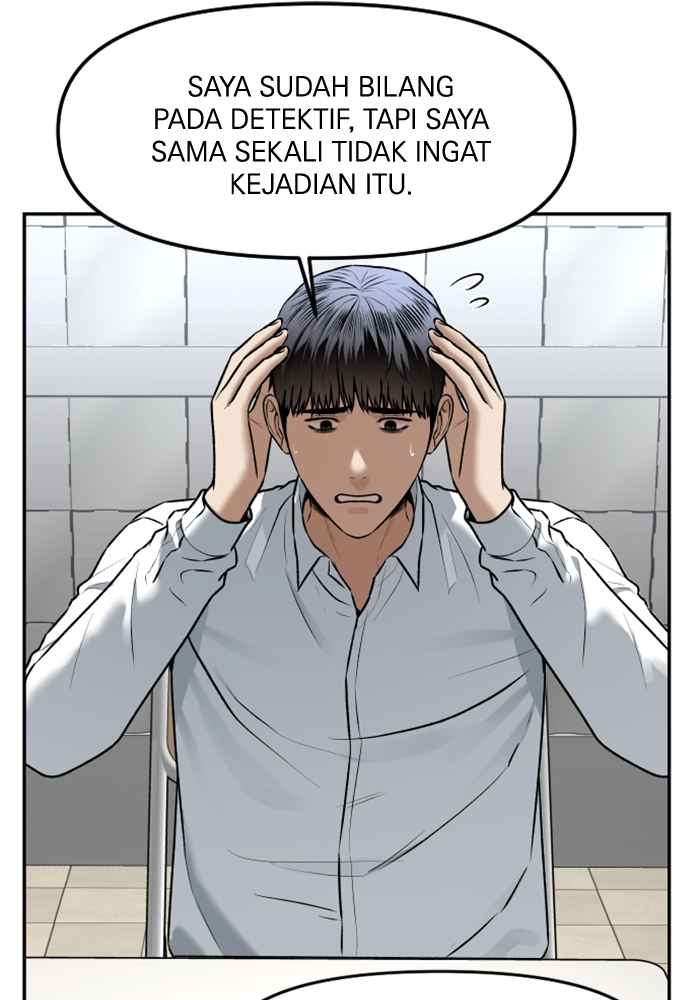 SAYA SUDAH BILANG
PADA DETEKTIF, TAPI SAYA
SAMA SEKALI TIDAK INGAT
KEJADIAN ITU.